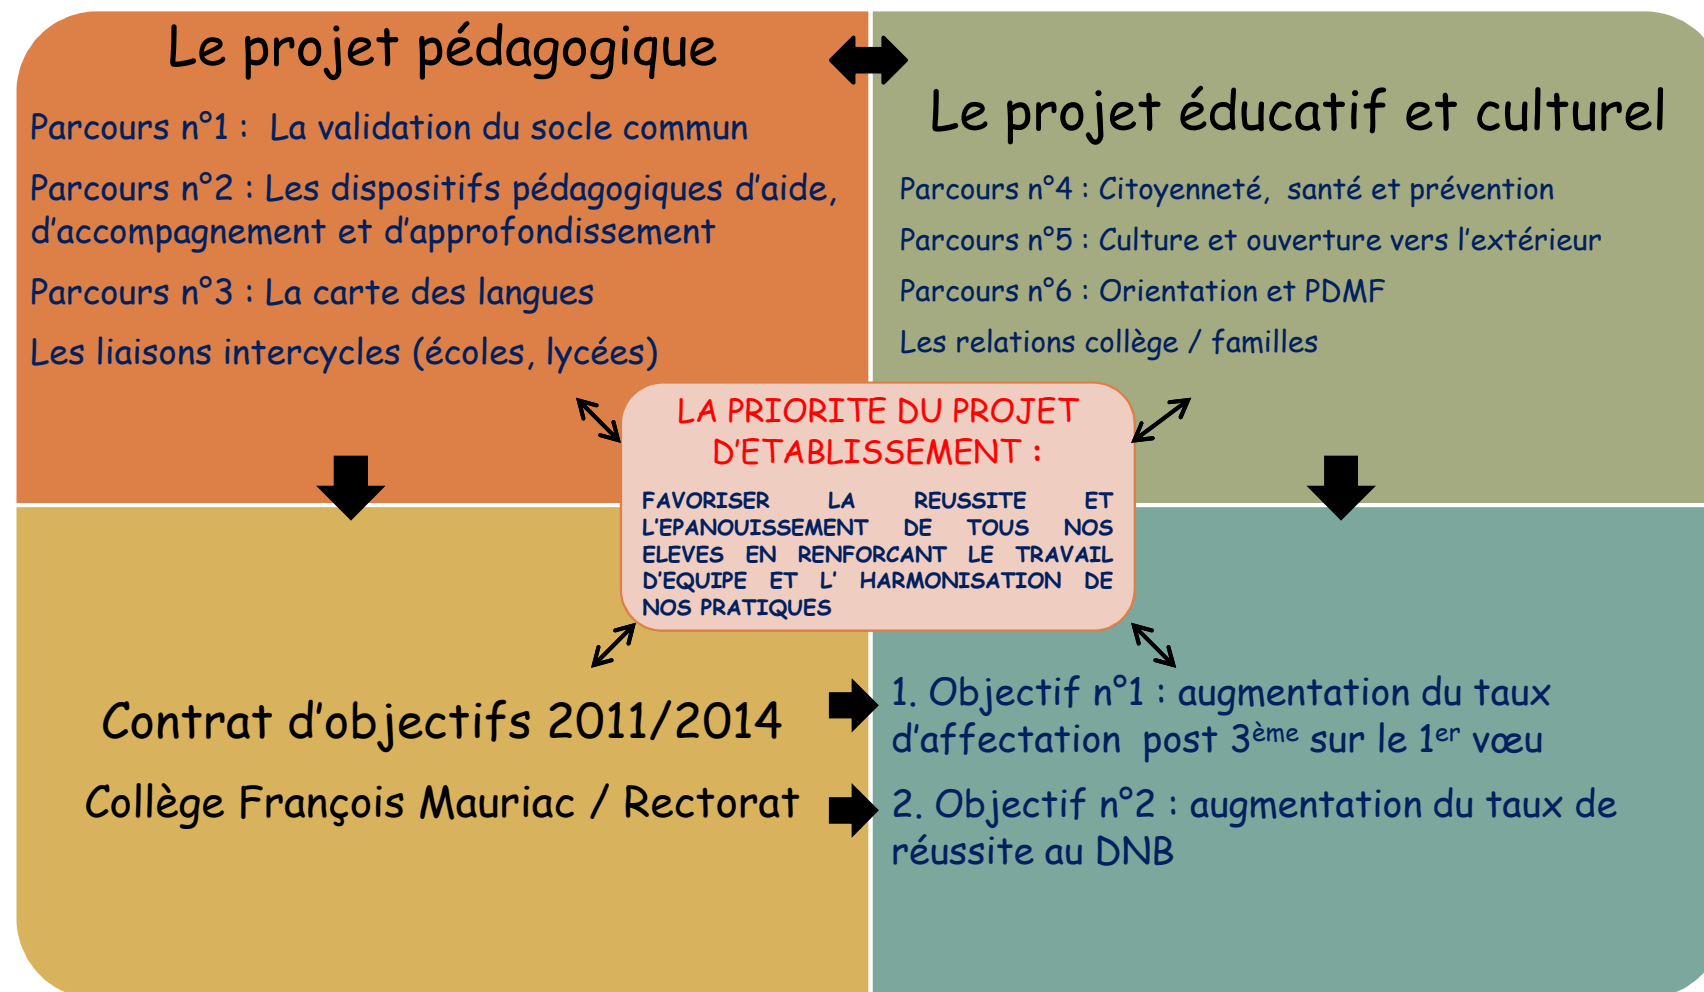 Le projet pédagogique
Parcours n°1 :  La validation du socle commun
Parcours n°2 : Les dispositifs pédagogiques d’aide,
d’accompagnement et d’approfondissement
Parcours n°3 : La carte des langues
Les liaisons intercycles (écoles, lycées)
Le projet éducatif et culturel
Parcours n°4 : Citoyenneté,  santé et prévention
Parcours n°5 : Culture et ouverture vers l’extérieur
Parcours n°6 : Orientation et PDMF
Les relations collège / familles
LA PRIORITE DU PROJET
D’ETABLISSEMENT :
FAVORISER LA REUSSITE ET
L’EPANOUISSEMENT DE TOUS NOS
ELEVES EN RENFORCANT LE TRAVAIL
D’EQUIPE ET L’ HARMONISATION DE
NOS PRATIQUES
Contrat d’objectifs 2011/2014
Collège François Mauriac / Rectorat
1. Objectif n°1 : augmentation du taux
d’affectation  post 3ème sur le 1er vœu
2. Objectif n°2 : augmentation du taux de
réussite au DNB